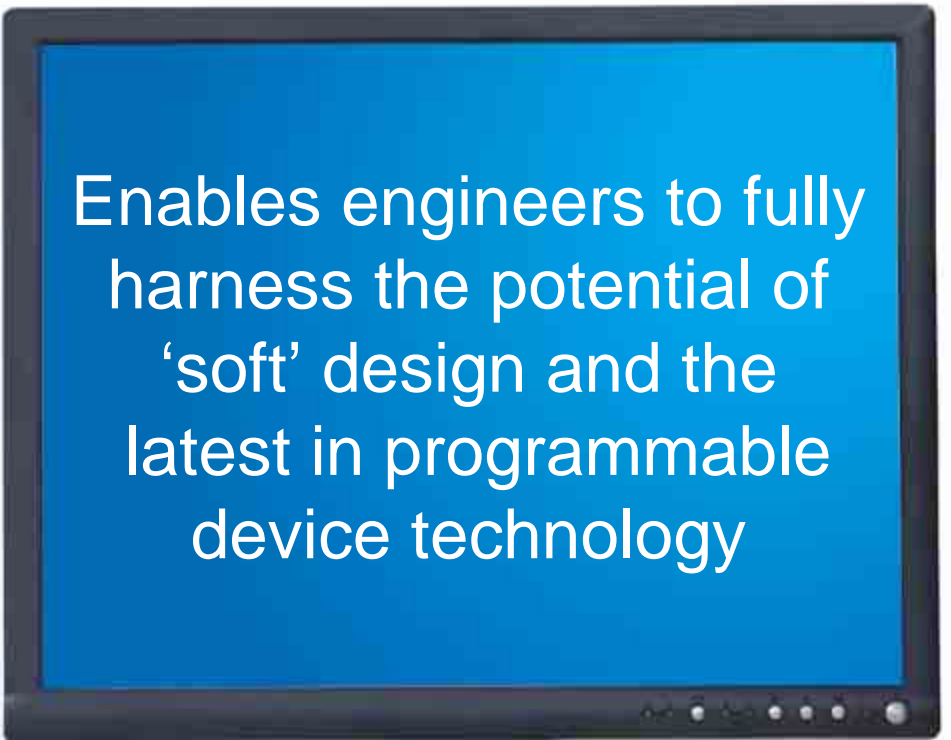 Enables engineers to fully
harness the potential of
‘soft’ design and the
latest in programmable
device technology